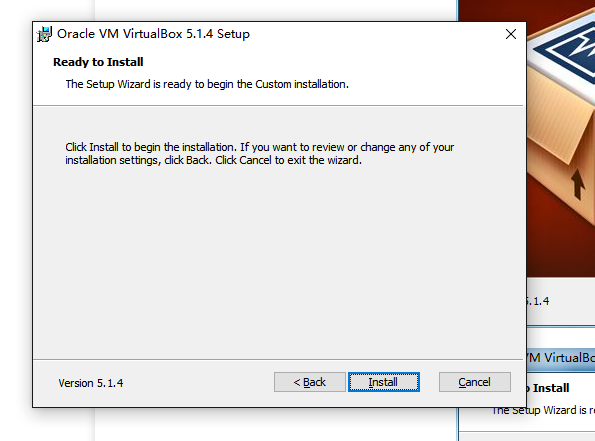 Oracle VM VirtualBox 5.1.4 Setup
Ready to Install
The Setup Wizard is ready to begin the Custom installation.
Click Install to begin the installation. If you want to review or change any of your
installation settings, click Back. Click Cancel to exit the wizard.
Version 5.1.4
< Back
Install
Cancel
5.1.4
VM VirtualBo
Install
The Setup Wizard is re